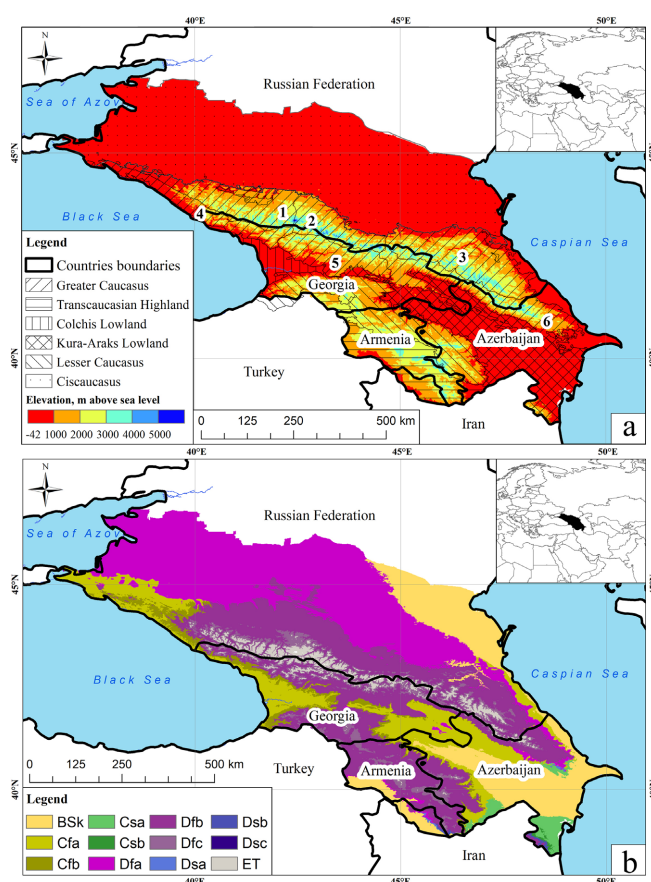 40°E
45°E
50°E
N
Russian Federation
Sea of Azov
45°N
Black Sea
Caspian Sea
1
2
3
4
5
6
Georgia
Armenia
Azerbaijan
Turkey
Iran
40°N
Legend
Countries boundaries
Greater Caucasus
Transcaucasian Highland
Colchis Lowland
Kura-Araks Lowland
Lesser Caucasus
Ciscaucasus
Elevation, m above sea level
-42 1000 2000 3000 4000 5000
0 125 250 500 km
a
40°E
45°E
50°E
N
Russian Federation
Sea of Azov
45°N
45°N
Black Sea
Caspian Sea
Georgia
Armenia
Azerbaijan
Turkey
Iran
0 125 250 500 km
40°N
40°N
Legend
BSk Csa Dfb Dsb
Cfa Csb Dfc Dsc
Cfb Dfa Dsa ET
b